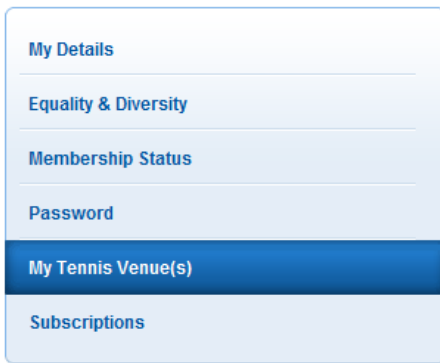 My Details
Equality & Diversity
Membership Status
Password
My Tennis Venue(s)
Subscriptions